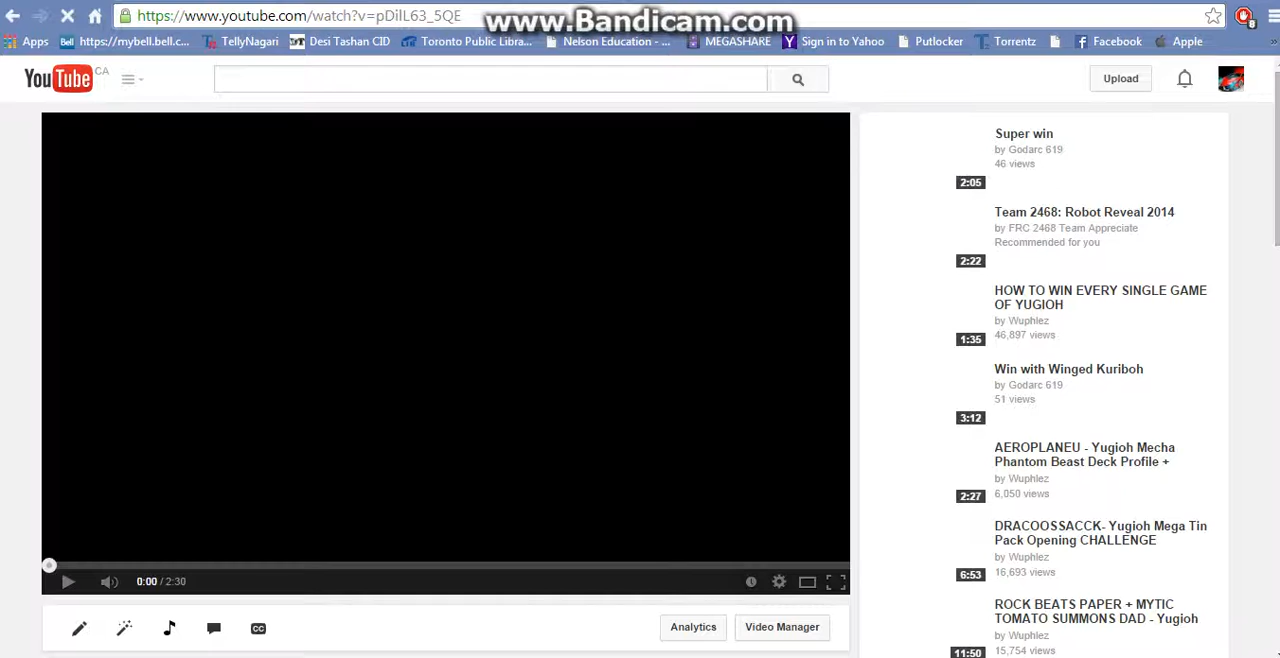 https://www.youtube.com/watch?v=pDilL63_5QE
www.Bandicam.com
8
Apps
Bell https://mybell.bell.c...
TellyNagari
Desi Tashan CID
Toronto Public Libra...
Nelson Education - ...
MEGASHARE
Sign in to Yahoo
Putlocker
Torrentz
Facebook
Apple
»
YouTube CA
Upload
0:00 / 2:30
CC
Analytics
Video Manager
Super win
by Godarc 619
46 views
2:05
Team 2468: Robot Reveal 2014
by FRC 2468 Team Appreciate
Recommended for you
2:22
HOW TO WIN EVERY SINGLE GAME
OF YUGIOH
by Wuphlez
46,897 views
1:35
Win with Winged Kuriboh
by Godarc 619
51 views
3:12
AEROPLANEU - Yugioh Mecha
Phantom Beast Deck Profile +
by Wuphlez
6,050 views
2:27
DRACOOSSACCK- Yugioh Mega Tin
Pack Opening CHALLENGE
by Wuphlez
16,693 views
6:53
ROCK BEATS PAPER + MYTIC
TOMATO SUMMONS DAD - Yugioh
by Wuphlez
15,754 views
11:50